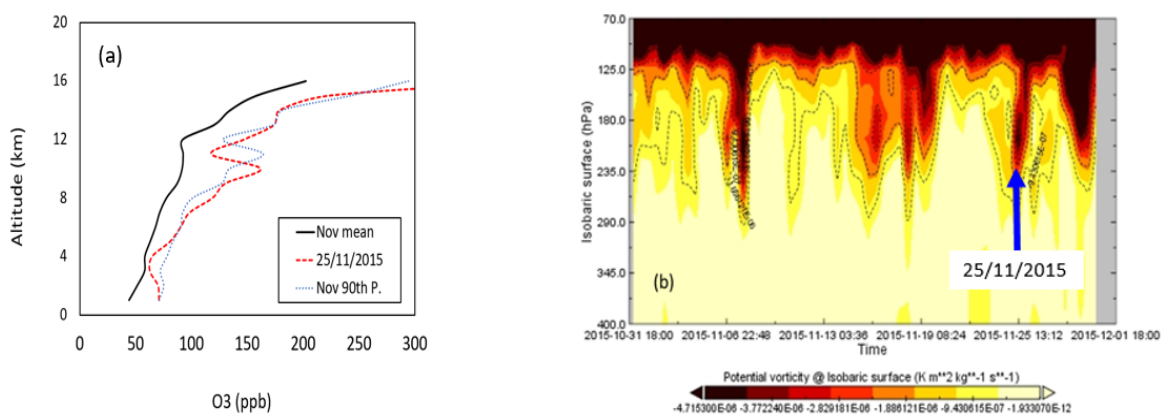 (a)
20
16
12
8
4
0
Altitude (km)
Nov mean
25/11/2015
Nov 90th P.
0 50 100 150 200 250 300
O3 (ppb)
70.0
125.0
180.0
235.0
290.0
345.0
400.0
Isobaric surface (hPa)
9.430615E-07
25/11/2015
(b)
2015-10-31 18:00 2015-11-06 22:48 2015-11-13 03:36 2015-11-19 08:24 2015-11-25 13:12 2015-12-01 18:00
Time
Potential vorticity @ Isobaric surface (K m**2 kg**-1 s**-1)
-4.715300E-06 -3.772240E-06 -2.829181E-06 -1.886121E-06 -9.430615E-07 -1.933070E-12